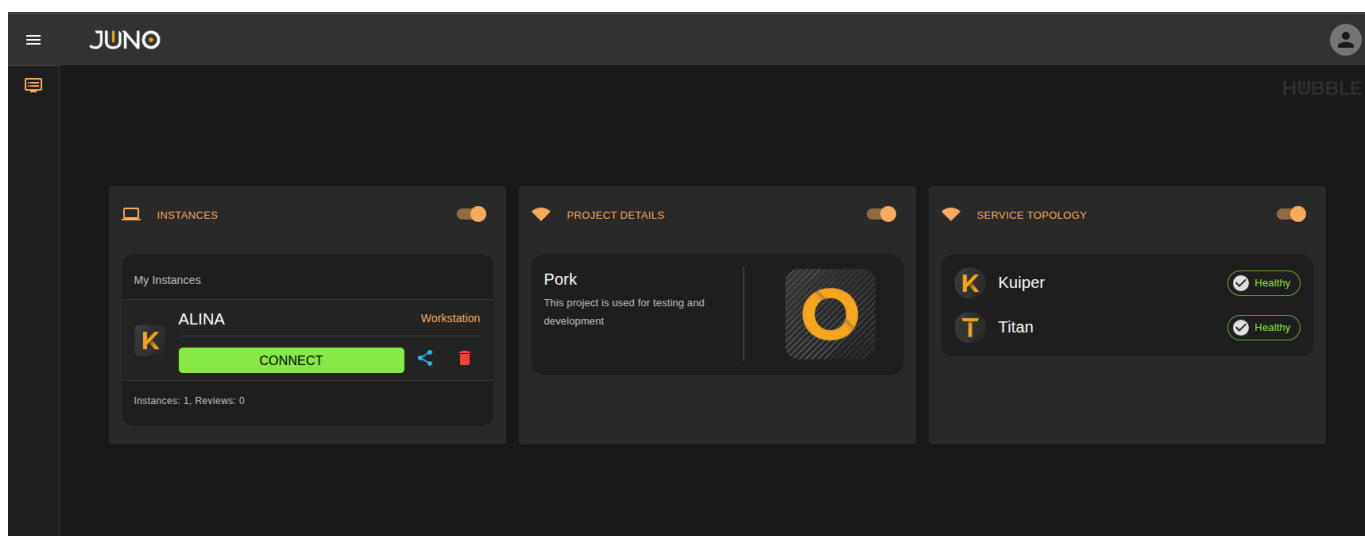 JUNO
HUBBLE
INSTANCES
My Instances
K
ALINA
Workstation
CONNECT
Instances: 1, Reviews: 0
PROJECT DETAILS
Pork
This project is used for testing and
development
SERVICE TOPOLOGY
K Kuiper
Healthy
T Titan
Healthy